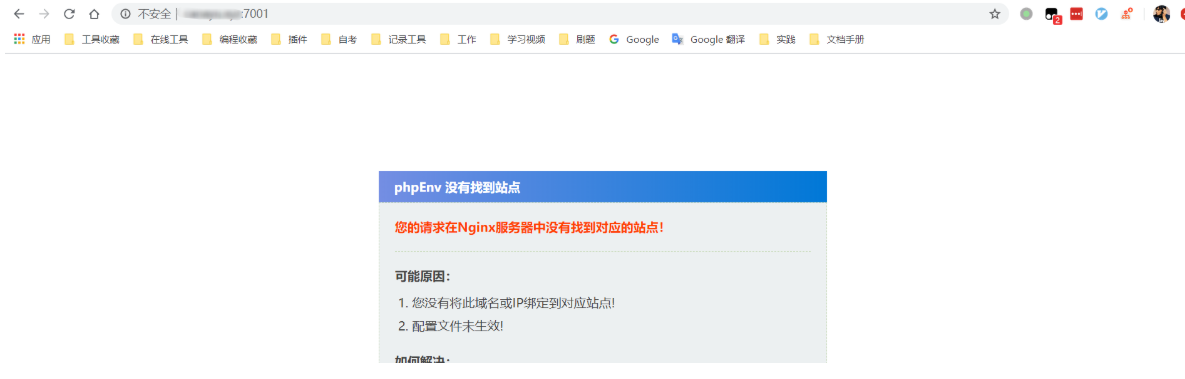 不安全 | :7001
应用 工具收藏 在线工具 编程收藏 插件 自考 记录工具 工作 学习视频 刷题 Google Google 翻译 实践 文档手册
phpEnv 没有找到站点
您的请求在Nginx服务器中没有找到对应的站点!
可能原因:
1. 您没有将此域名或IP绑定到对应站点!
2. 配置文件未生效!
如何解决: